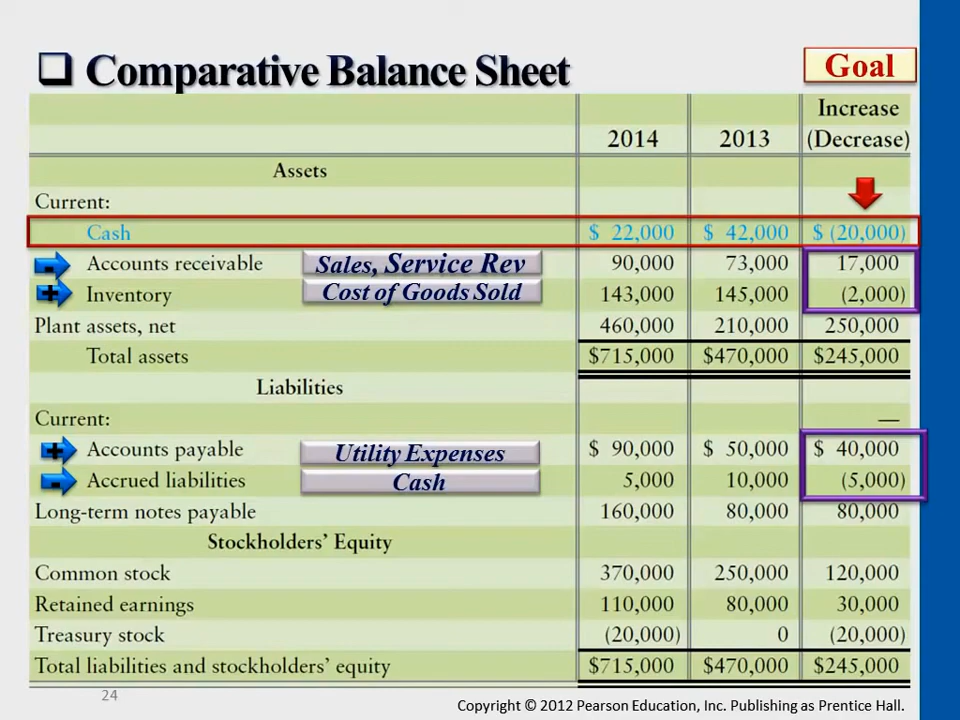 Comparative Balance Sheet
Goal
Increase
2014 2013 (Decrease)
Assets
Current:
Cash $ 22,000 $ 42,000 $ (20,000)
- Accounts receivable Sales, Service Rev 90,000 73,000 17,000
+ Inventory Cost of Goods Sold 143,000 145,000 (2,000)
Plant assets, net 460,000 210,000 250,000
Total assets $715,000 $470,000 $245,000
Liabilities
Current: —
+ Accounts payable Utility Expenses $ 90,000 $ 50,000 $ 40,000
- Accrued liabilities Cash 5,000 10,000 (5,000)
Long-term notes payable 160,000 80,000 80,000
Stockholders’ Equity
Common stock 370,000 250,000 120,000
Retained earnings 110,000 80,000 30,000
Treasury stock (20,000) 0 (20,000)
Total liabilities and stockholders’ equity $715,000 $470,000 $245,000
24
Copyright © 2012 Pearson Education, Inc. Publishing as Prentice Hall.